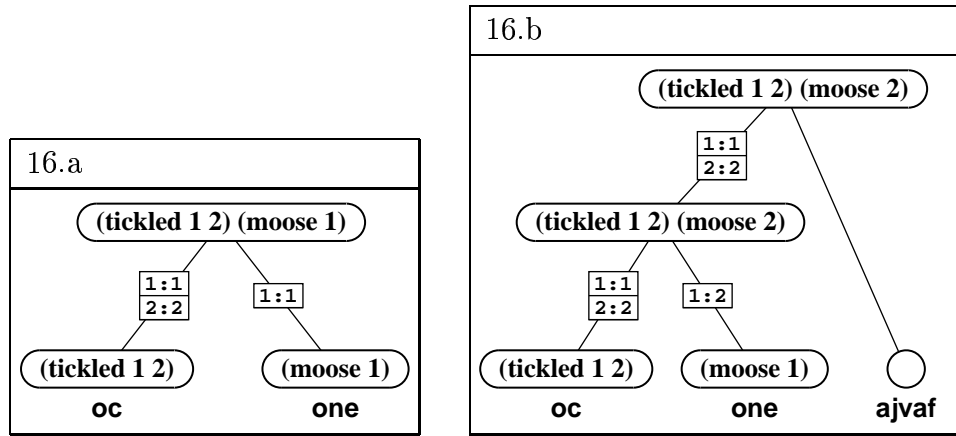 16.a
(tickled 1 2) (moose 1)
1:1
2:2
1:1
(tickled 1 2)
(moose 1)
oc
one
16.b
(tickled 1 2) (moose 2)
1:1
2:2
(tickled 1 2) (moose 2)
1:1
2:2
1:2
(tickled 1 2)
(moose 1)
oc
one
ajvaf